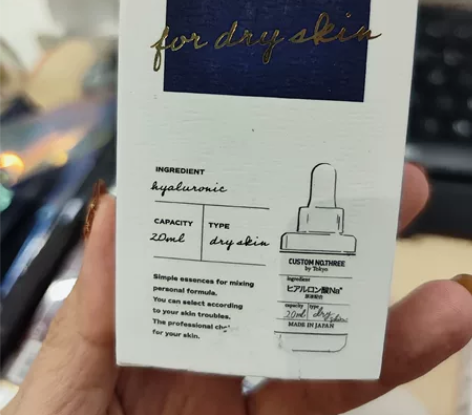 for dry skin
INGREDIENT
hyaluronic
CAPACITY
20ml
TYPE
dry skin
Simple essences for mixing
personal formula.
You can select according
to your skin troubles.
The professional
for your skin.
CUSTOM NO.THREE
by Tokyo
Ingredient
ヒアルロン酸Na*
capacity
20ml
type
dry
skin
MADE IN JAPAN